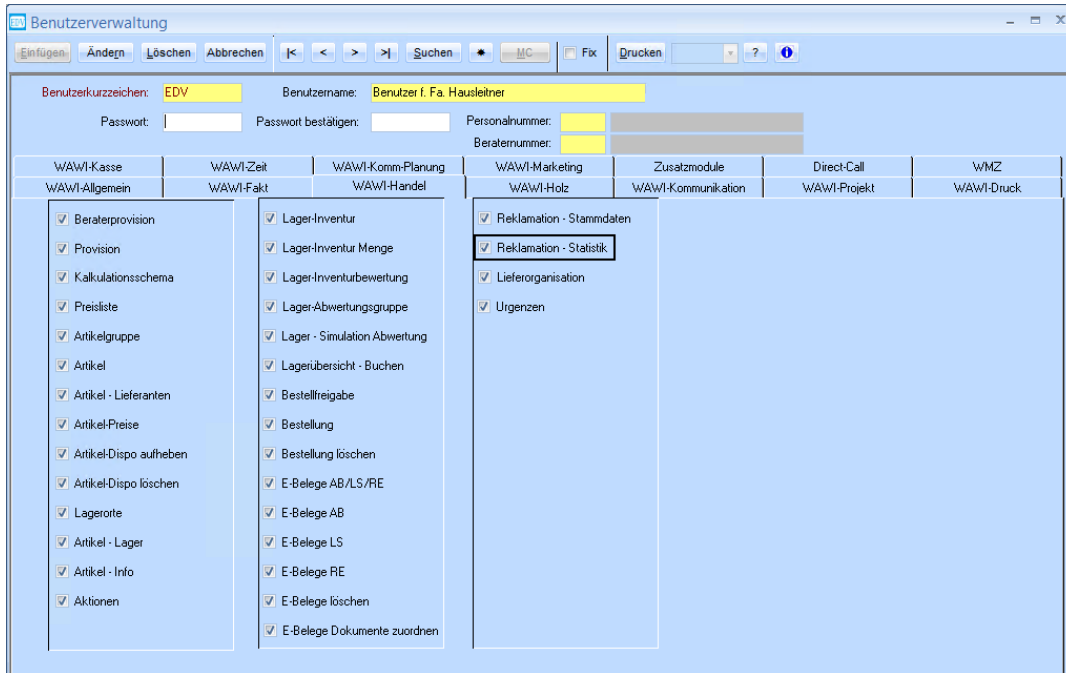 EDV Benutzerverwaltung
Einfügen Ändern Löschen Abbrechen |< < > >| Suchen * MC Fix Drucken ? i
Benutzerkurzzeichen: EDV Benutzername: Benutzer f. Fa. Hausleitner
Passwort: Passwort bestätigen: Personalnummer:
Beraternummer:
WAWI-Kasse WAWI-Zeit WAWI-Komm-Planung WAWI-Marketing Zusatzmodule Direct-Call WMZ
WAWI-Allgemein WAWI-Fakt WAWI-Handel WAWI-Holz WAWI-Kommunikation WAWI-Projekt WAWI-Druck
Beraterprovision
Provision
Kalkulationsschema
Preisliste
Artikelgruppe
Artikel
Artikel - Lieferanten
Artikel-Preise
Artikel-Dispo aufheben
Artikel-Dispo löschen
Lagerorte
Artikel - Lager
Artikel - Info
Aktionen
Lager-Inventur
Lager-Inventur Menge
Lager-Inventurbewertung
Lager-Abwertungsgruppe
Lager - Simulation Abwertung
Lagerübersicht - Buchen
Bestellfreigabe
Bestellung
Bestellung löschen
E-Belege AB/LS/RE
E-Belege AB
E-Belege LS
E-Belege RE
E-Belege löschen
E-Belege Dokumente zuordnen
Reklamation - Stammdaten
Reklamation - Statistik
Lieferorganisation
Urgenzen